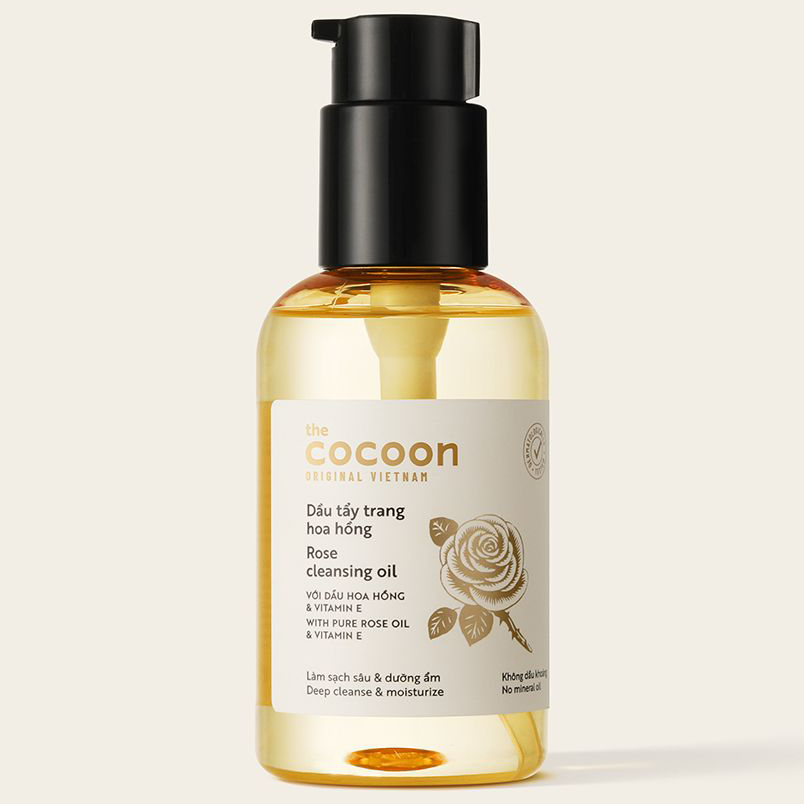 the
cocoon
ORIGINAL VIETNAM
Dầu tẩy trang
hoa hồng
Rose
cleansing oil
VỚI DẦU HOA HỒNG
& VITAMIN E
WITH PURE ROSE OIL
& VITAMIN E
Làm sạch sâu & dưỡng ẩm
Deep cleanse & moisturize
Không dầu khoáng
No mineral oil